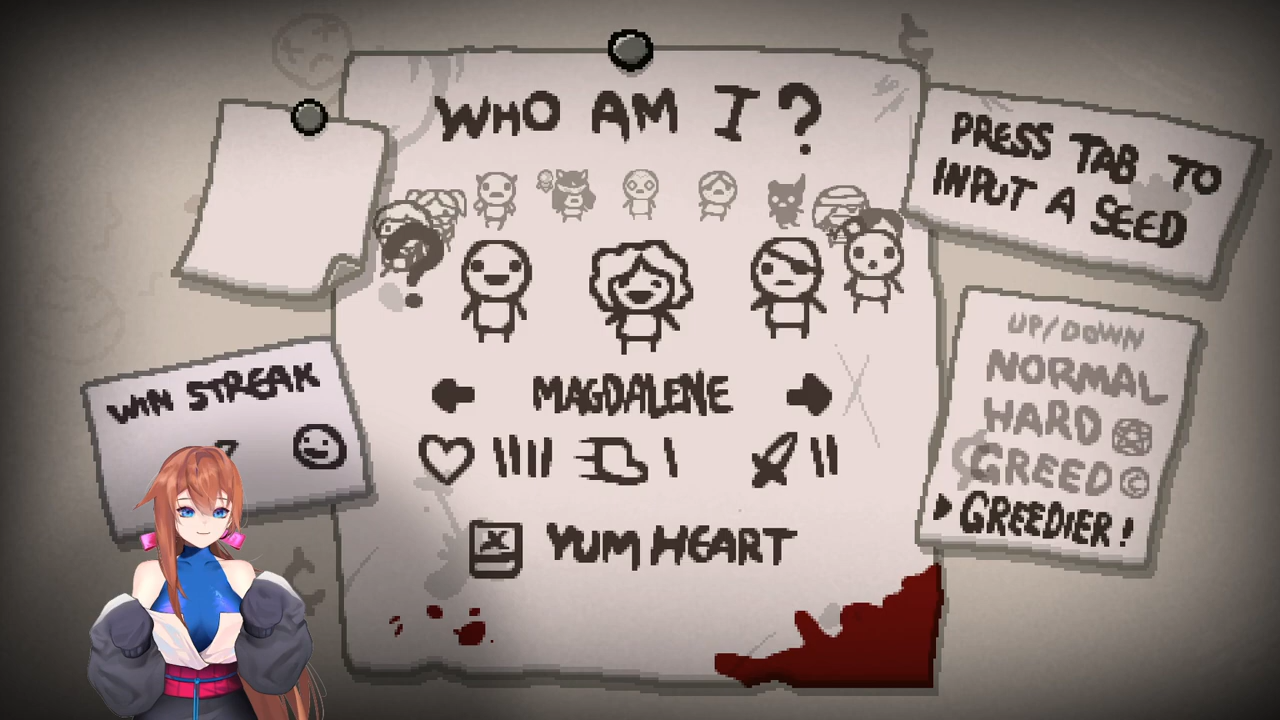 WHO AM I?
PRESS TAB TO
INPUT A SEED
WIN STREAK
MAGDALENE
YUM HEART
UP/DOWN
NORMAL
HARD
GREED
GREEDIER!